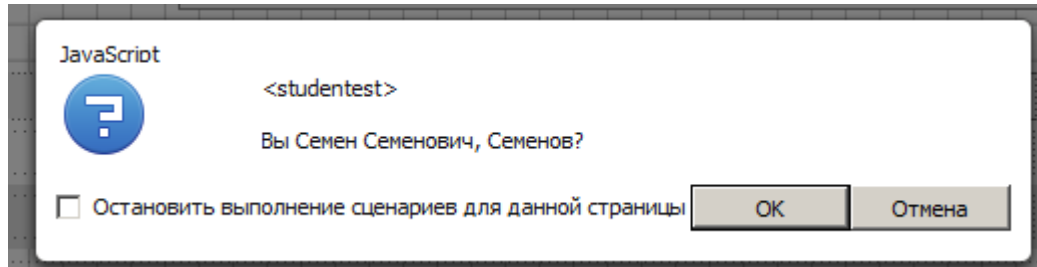 JavaScript
<studentest>
Вы Семен Семенович, Семенов?
Остановить выполнение сценариев для данной страницы
OK
Отмена